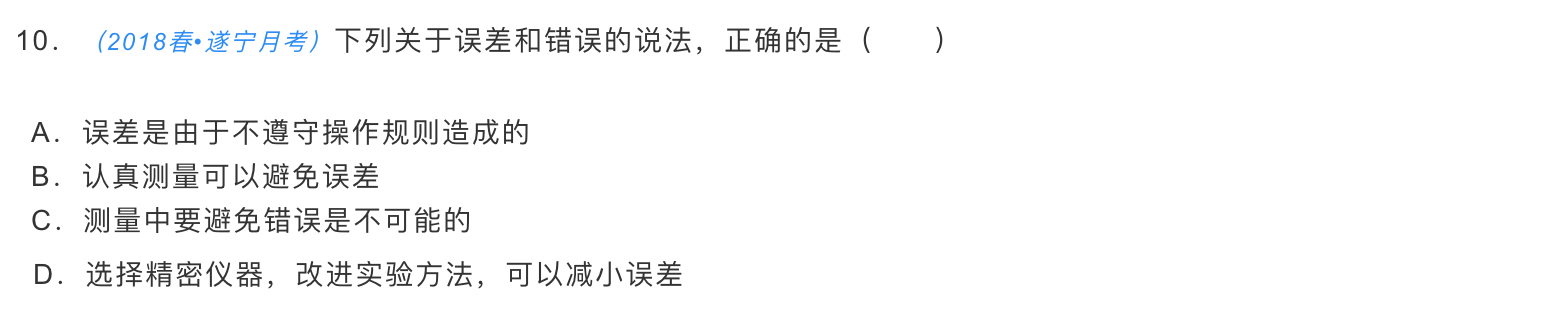 10. （2018春•遂宁月考）下列关于误差和错误的说法，正确的是（　　）
A. 误差是由于不遵守操作规则造成的
B. 认真测量可以避免误差
C. 测量中要避免错误是不可能的
D. 选择精密仪器，改进实验方法，可以减小误差